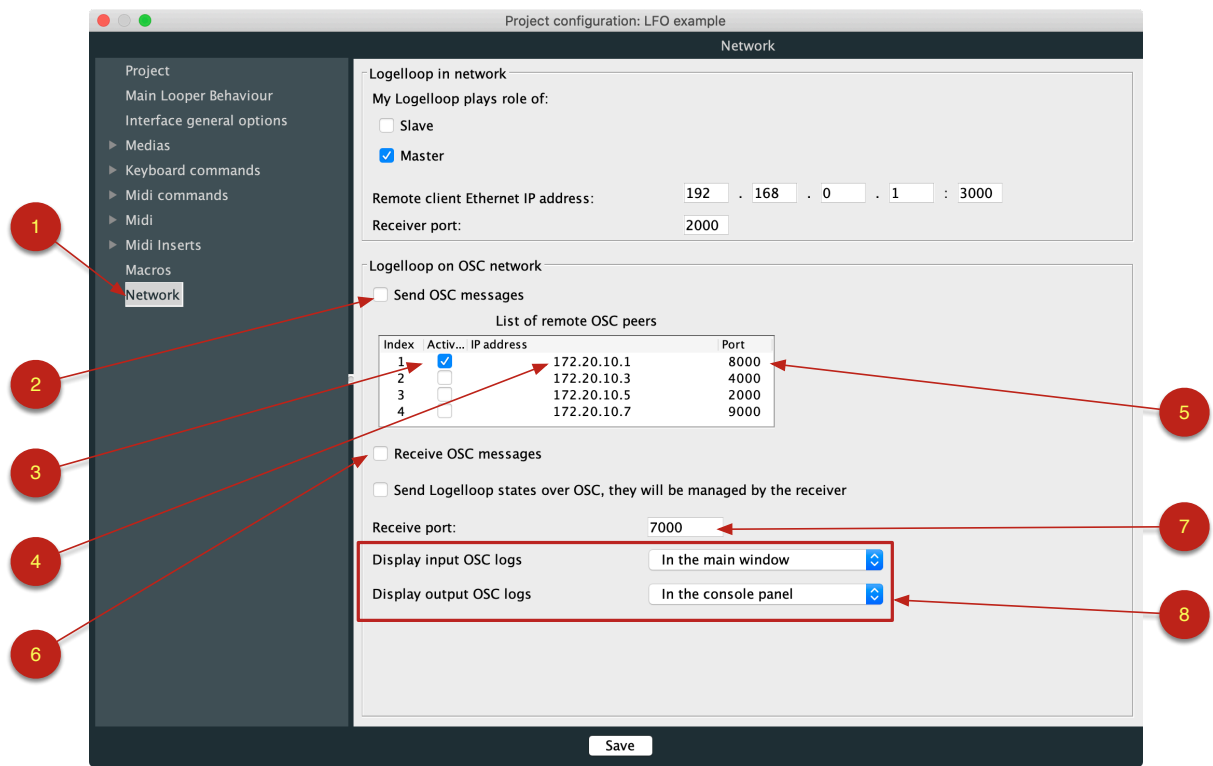 Project configuration: LFO example
Network
Project
Main Looper Behaviour
Interface general options
Medias
Keyboard commands
Midi commands
Midi
Midi Inserts
Macros
Network
Logelloop in network
My Logelloop plays role of:
Slave
Master
Remote client Ethernet IP address: 192 . 168 . 0 . 1 : 3000
Receiver port: 2000
Logelloop on OSC network
Send OSC messages
List of remote OSC peers
Index Activ... IP address Port
1 172.20.10.1 8000
2 172.20.10.3 4000
3 172.20.10.5 2000
4 172.20.10.7 9000
Receive OSC messages
Send Logelloop states over OSC, they will be managed by the receiver
Receive port: 7000
Display input OSC logs In the main window
Display output OSC logs In the console panel
Save
1
2
3
4
6
5
7
8